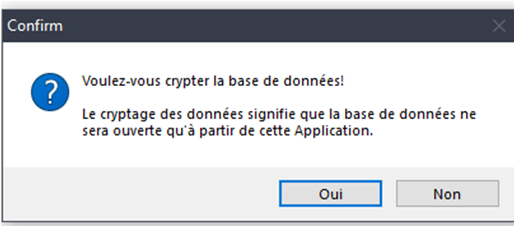 Confirm
Voulez-vous crypter la base de données!
Le cryptage des données signifie que la base de données ne
sera ouverte qu'à partir de cette Application.
Oui
Non